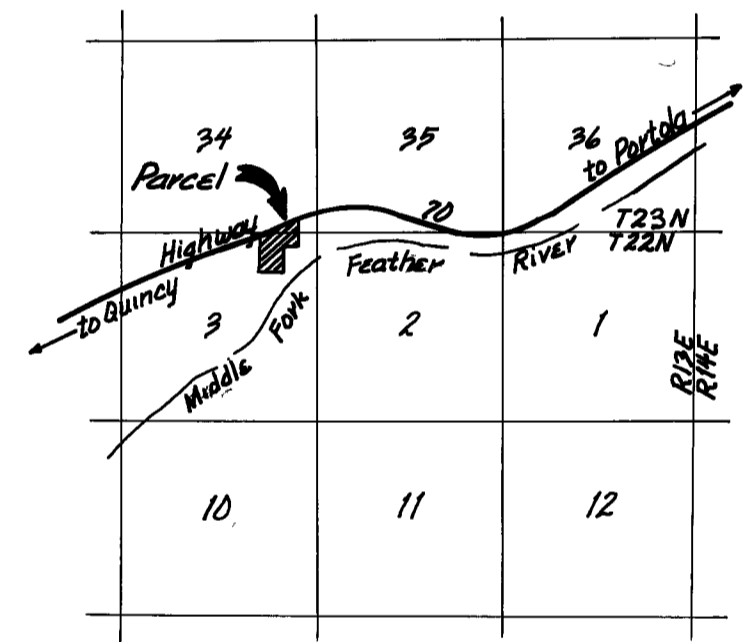 34
35
36
to Portola
Parcel
70
T23N
T22N
Highway
Feather
River
to Quincy
3
Fork
2
1
Middle
R13E
R14E
10
11
12